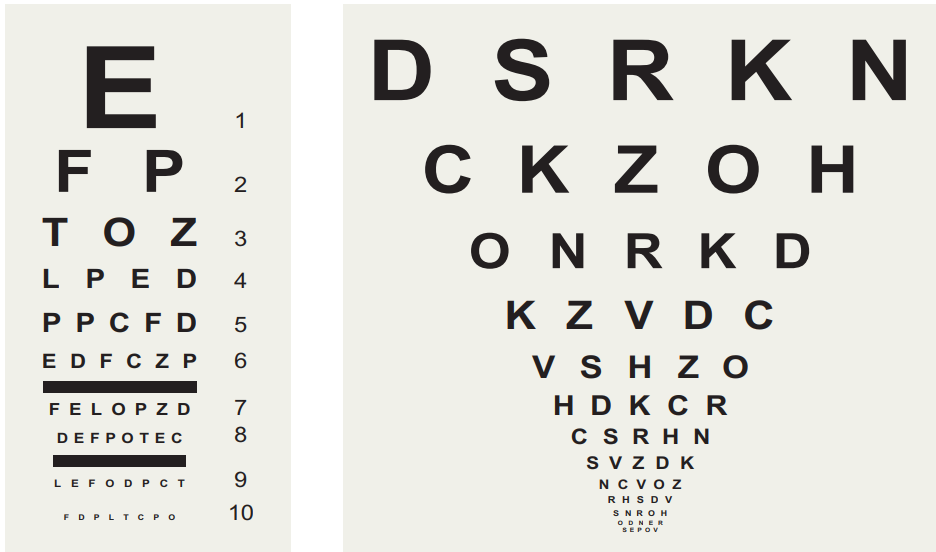 E 1
F P 2
T O Z 3
L P E D 4
P P C F D 5
E D F C Z P 6
F E L O P Z D 7
D E F P O T E C 8
L E F O D P C T 9
F D P L T C P O 10
D S R K N
C K Z O H
O N R K D
K Z V D C
V S H Z O
H D K C R
C S R H N
S V Z D K
N C V O Z
R H S D V
S N R O H
O D N E R
S E P O V